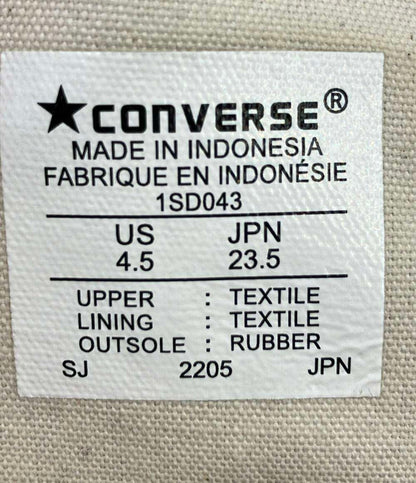 ★CONVERSE®
MADE IN INDONESIA
FABRIQUE EN INDONÉSIE
1SD043
US JPN
4.5 23.5
UPPER : TEXTILE
LINING : TEXTILE
OUTSOLE : RUBBER
SJ 2205 JPN